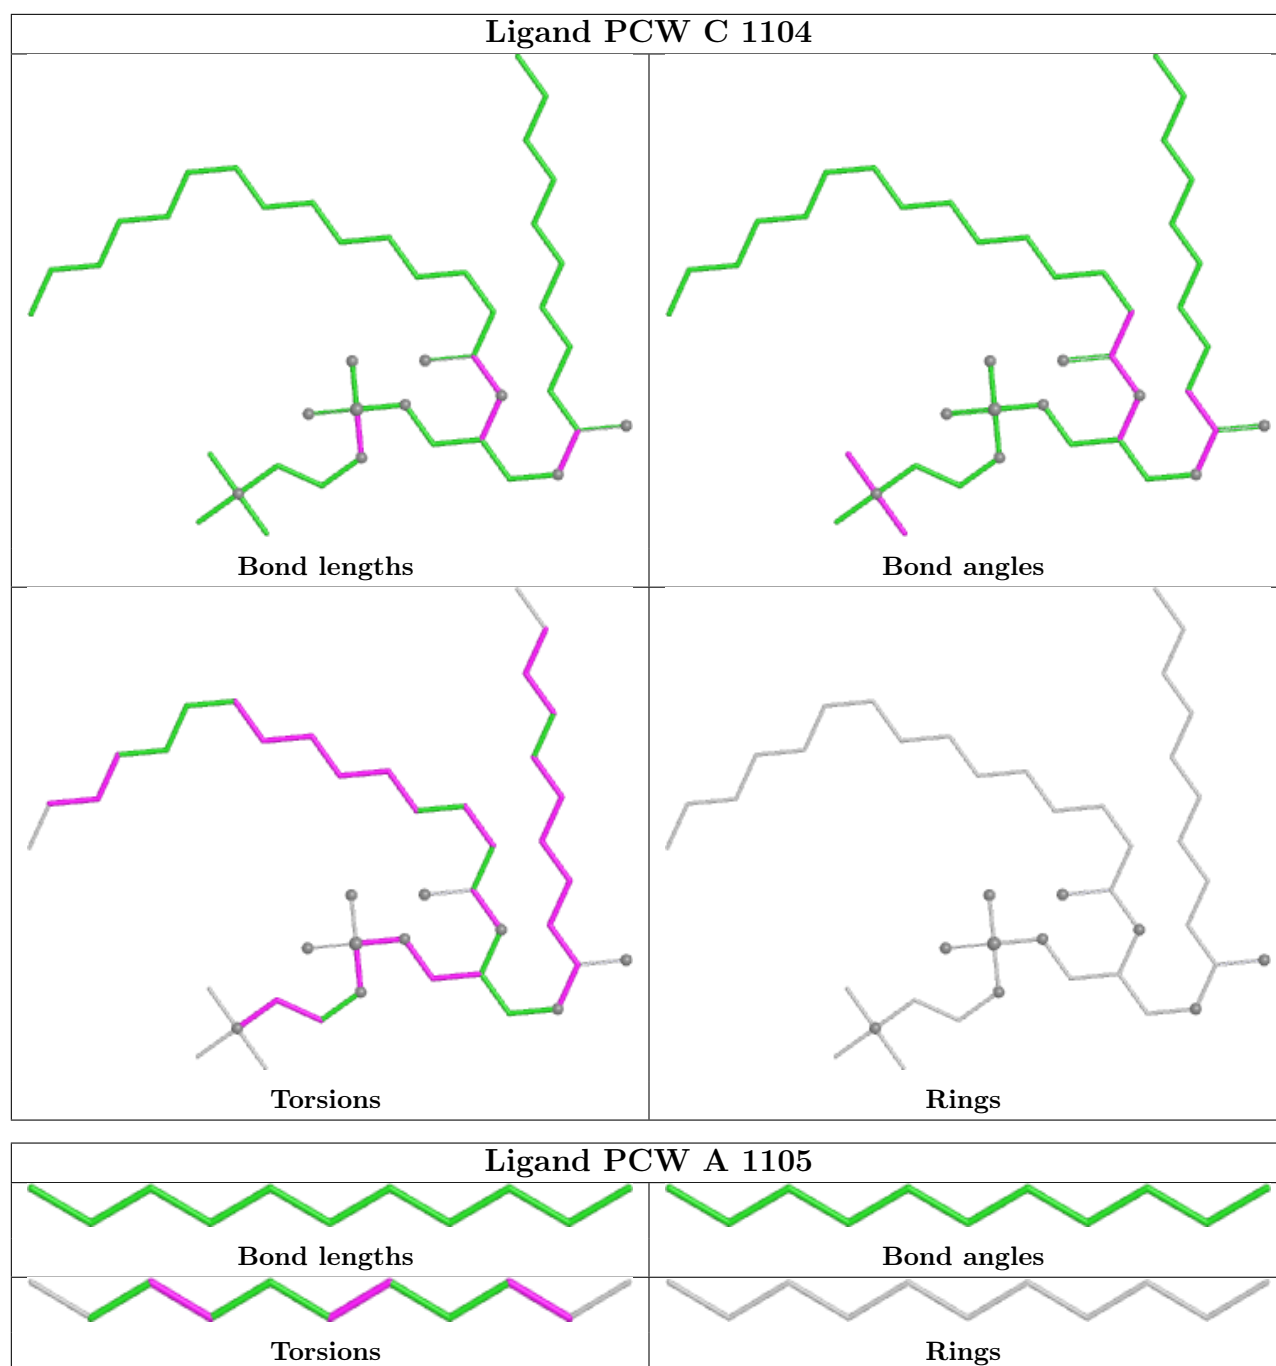 Ligand PCW C 1104
Bond lengths
Bond angles
Torsions
Rings
Ligand PCW A 1105
Bond lengths
Bond angles
Torsions
Rings